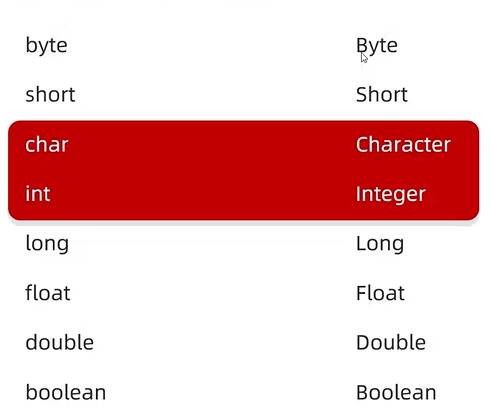 byte Byte
short Short
char Character
int Integer
long Long
float Float
double Double
boolean Boolean